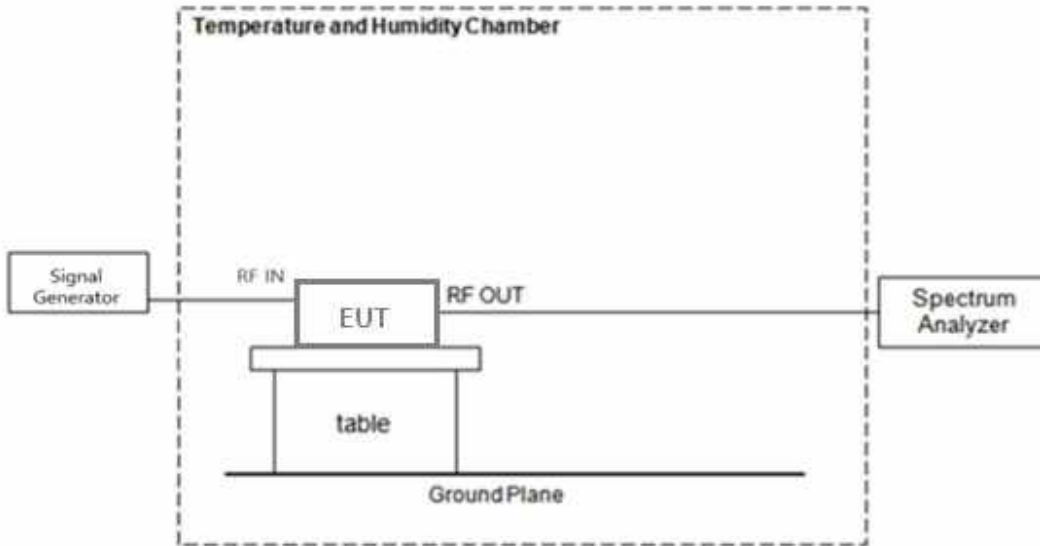 Temperature and Humidity Chamber
Signal
Generator
RF IN
EUT
RF OUT
Spectrum
Analyzer
table
Ground Plane